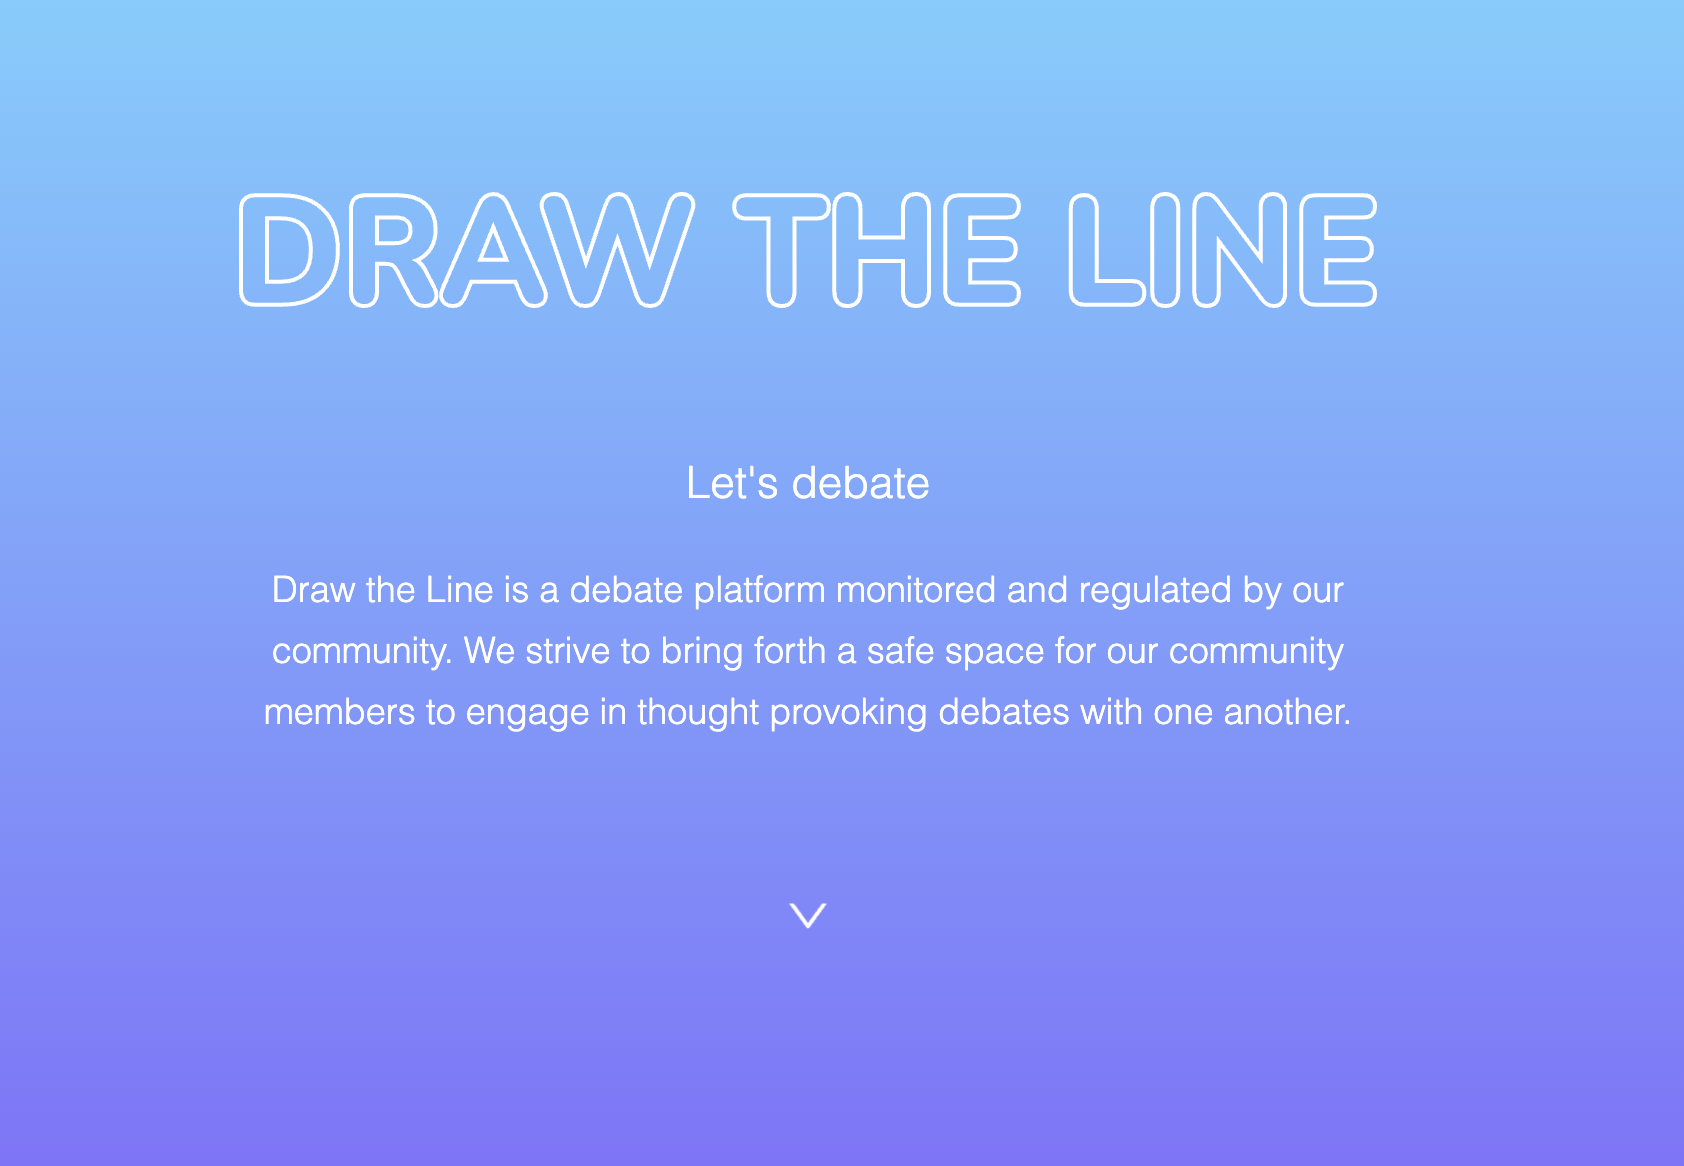 DRAW THE LINE
Let's debate
Draw the Line is a debate platform monitored and regulated by our
community. We strive to bring forth a safe space for our community
members to engage in thought provoking debates with one another.